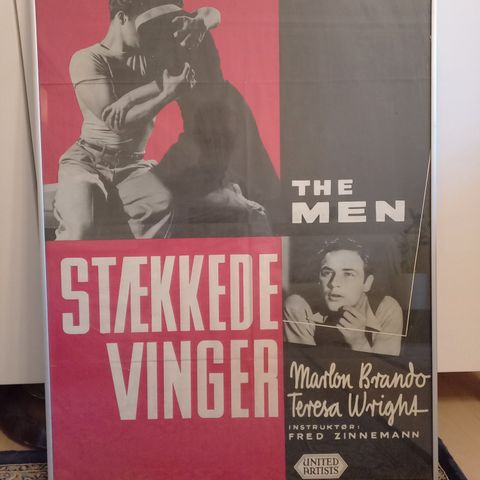 THE
MEN
STÆKKEDE
VINGER
Marlon Brando
Teresa Wright
INSTRUKTØR:
FRED ZINNEMANN
UNITED
ARTISTS